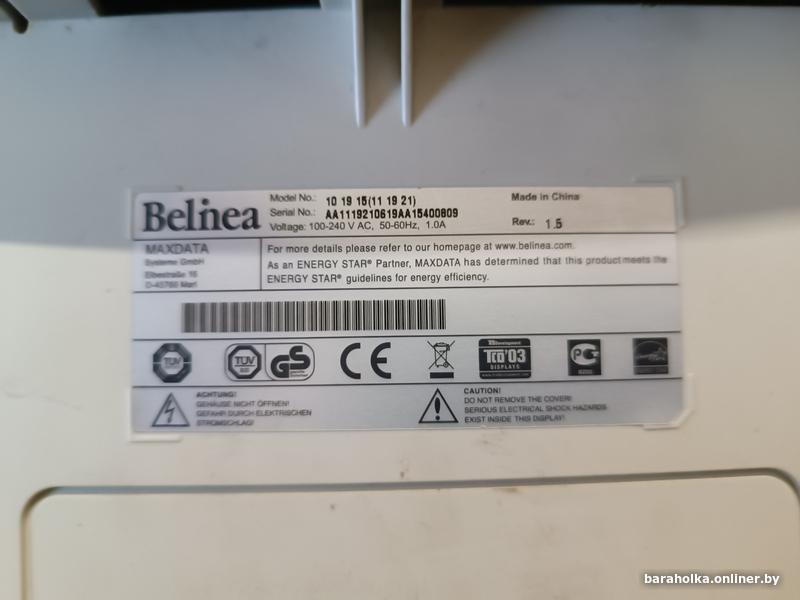 Belinea
Model No.: 10 19 15(11 19 21)
Serial No.: AA1119210619AA15400809
Voltage: 100-240 V AC, 50-60Hz, 1.0A
Made in China
Rev.: 1.5
MAXDATA
Systeme GmbH
Elbestraße 16
D-45768 Marl
For more details please refer to our homepage at www.belinea.com.
As an ENERGY STAR® Partner, MAXDATA has determined that this product meets the
ENERGY STAR® guidelines for energy efficiency.
TÜV
TÜV
GS
CE
Development
TCO'03
DISPLAYS
PG
ACHTUNG!
GEHÄUSE NICHT ÖFFNEN!
GEFAHR DURCH ELEKTRISCHEN
STROMSCHLAG!
CAUTION!
DO NOT REMOVE THE COVER!
SERIOUS ELECTRICAL SHOCK HAZARDS
EXIST INSIDE THIS DISPLAY!
baraholka.onliner.by